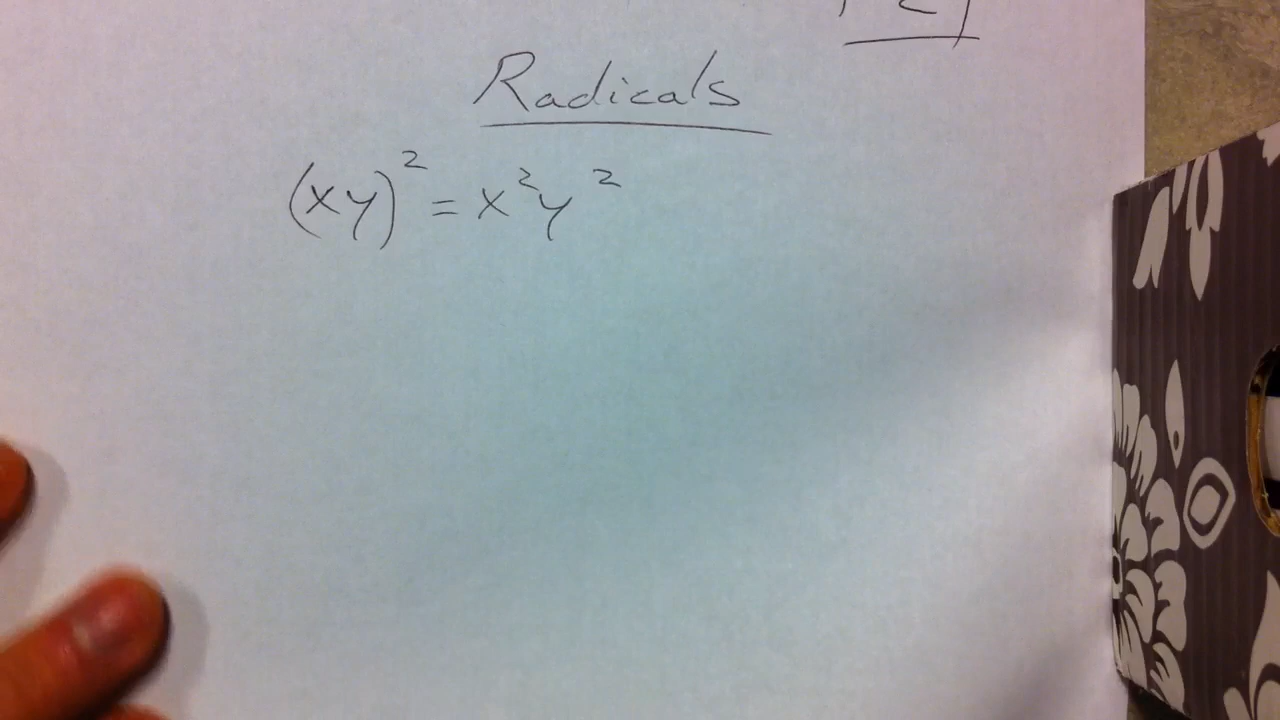 Radicals
(xy)² = x²y²